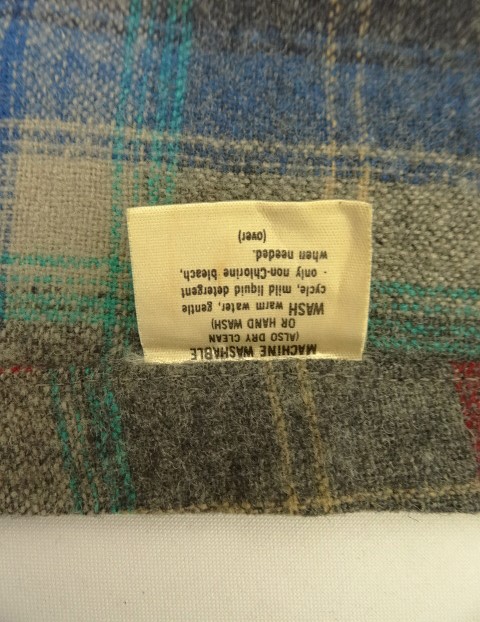 MACHINE WASHABLE
(ALSO DRY CLEAN
OR HAND WASH)
WASH warm water, gentle
cycle, mild liquid detergent
- only non-Chlorine bleach,
when needed.
(over)